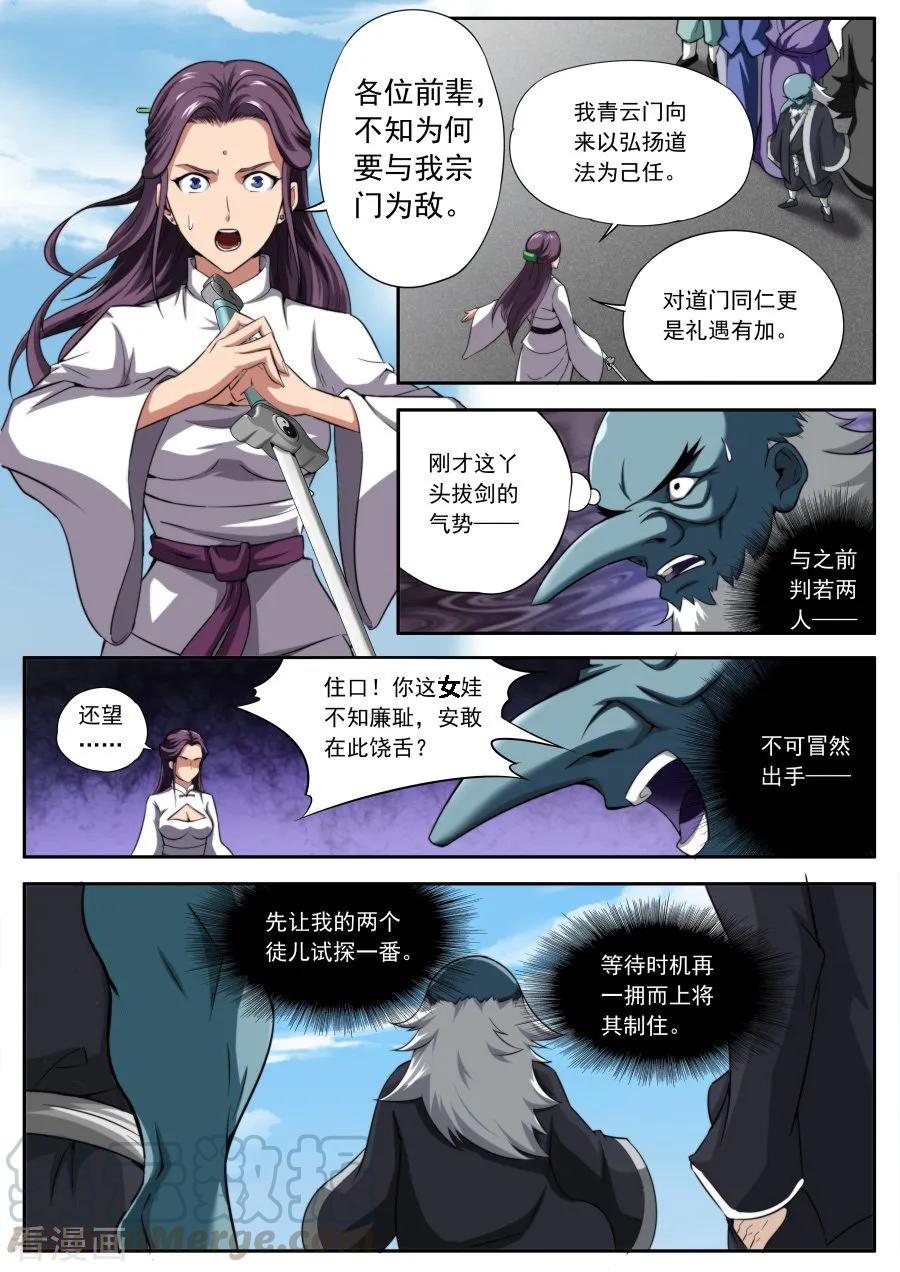 各位前辈，
不知为何
要与我宗
门为敌。
我青云门向
来以弘扬道
法为己任。
对道门同仁更
是礼遇有加。
刚才这丫
头拔剑的
气势——
与之前
判若两
人——
还望
……
住口！你这女娃
不知廉耻，安敢
在此饶舌？
不可冒然
出手——
先让我的两个
徒儿试探一番。
等待时机再
一拥而上将
其制住。
看漫画
Merge.com